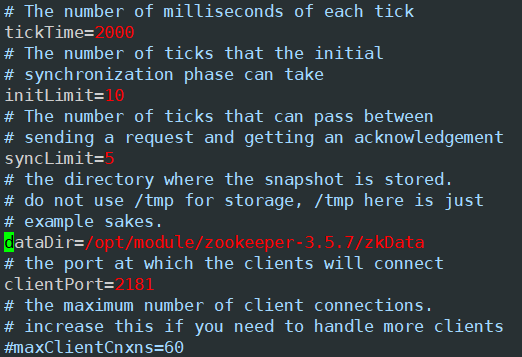 # The number of milliseconds of each tick
tickTime=2000
# The number of ticks that the initial
# synchronization phase can take
initLimit=10
# The number of ticks that can pass between
# sending a request and getting an acknowledgement
syncLimit=5
# the directory where the snapshot is stored.
# do not use /tmp for storage, /tmp here is just
# example sakes.
dataDir=/opt/module/zookeeper-3.5.7/zkData
# the port at which the clients will connect
clientPort=2181
# the maximum number of client connections.
# increase this if you need to handle more clients
#maxClientCnxns=60